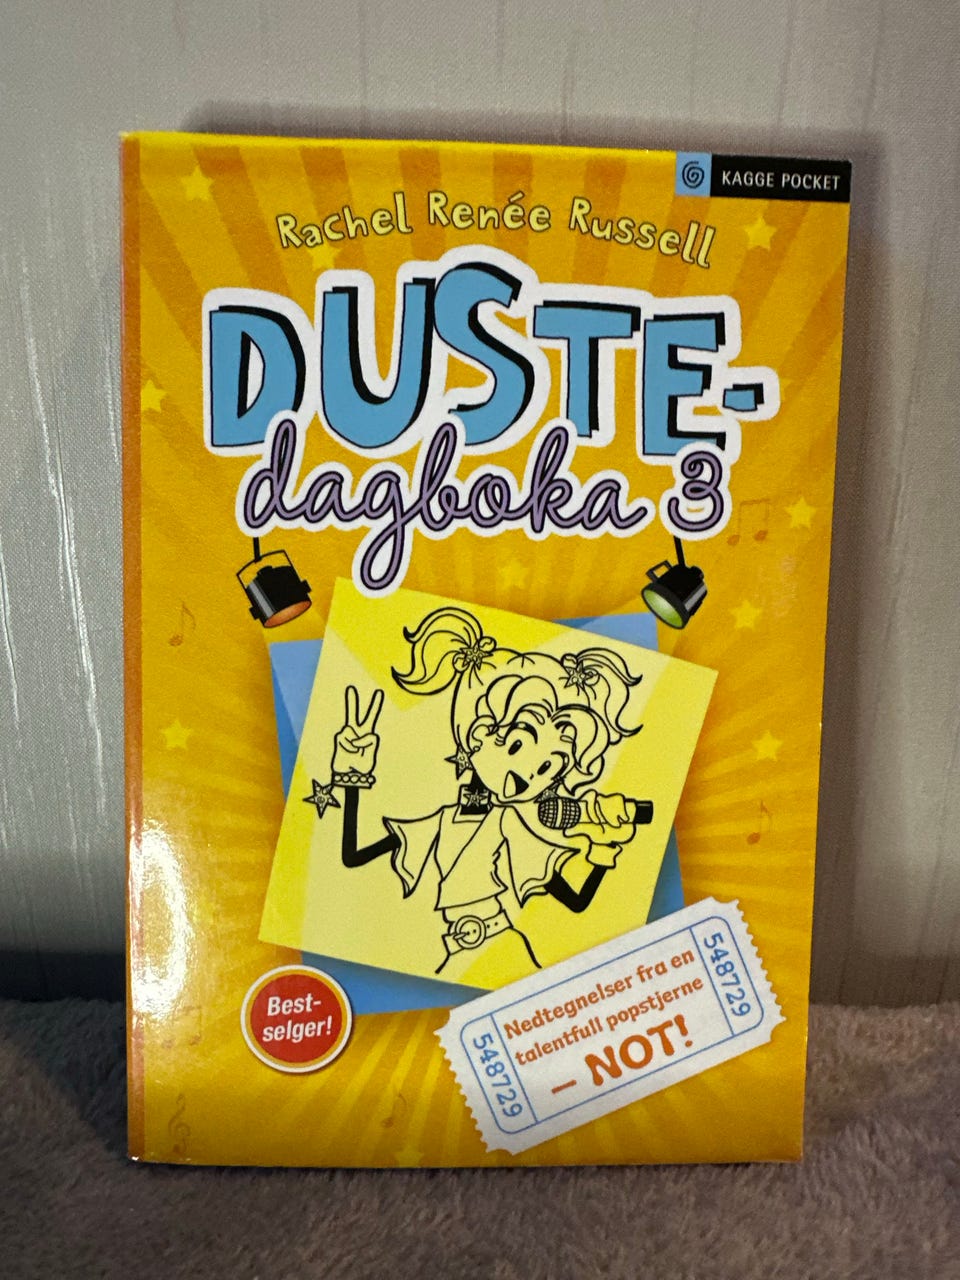 KAGGE POCKET
Rachel Renée Russell
DUSTE-
dagboka 3
Best-
selger!
548729
Nedtegnelser fra en
talentfull popstjerne
– NOT!
548729